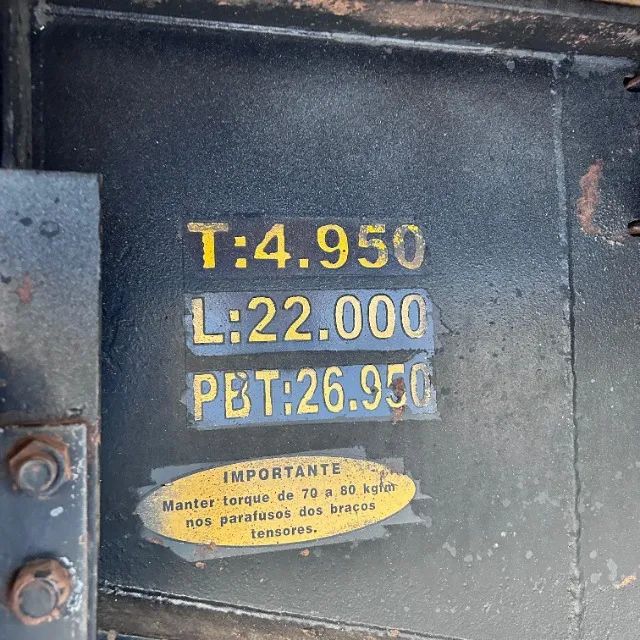 T:4.950
L:22.000
PBT:26.950
IMPORTANTE
Manter torque de 70 a 80 kgfm
nos parafusos dos braços
tensores.